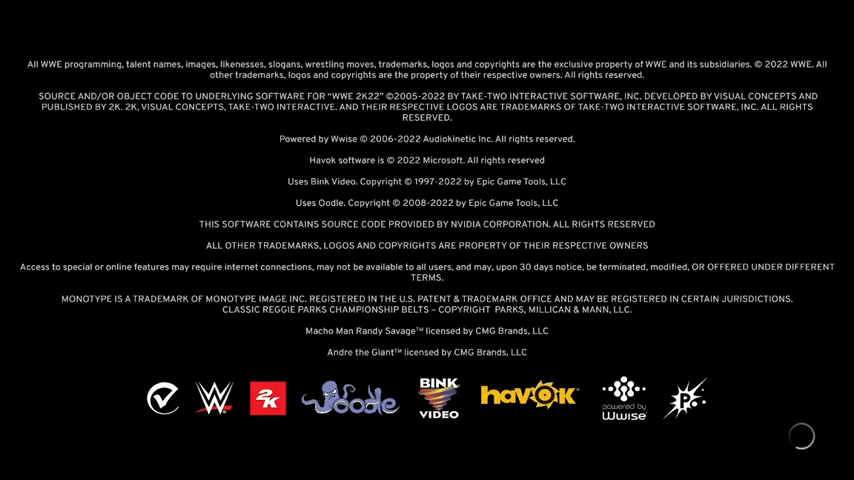 All WWE programming, talent names, images, likenesses, slogans, wrestling moves, trademarks, logos and copyrights are the exclusive property of WWE and its subsidiaries. © 2022 WWE. All
other trademarks, logos and copyrights are the property of their respective owners. All rights reserved.
SOURCE AND/OR OBJECT CODE TO UNDERLYING SOFTWARE FOR “WWE 2K22” ©2005-2022 BY TAKE-TWO INTERACTIVE SOFTWARE, INC. DEVELOPED BY VISUAL CONCEPTS AND
PUBLISHED BY 2K. 2K, VISUAL CONCEPTS, TAKE-TWO INTERACTIVE. AND THEIR RESPECTIVE LOGOS ARE TRADEMARKS OF TAKE-TWO INTERACTIVE SOFTWARE, INC. ALL RIGHTS
RESERVED.
Powered by Wwise © 2006-2022 Audiokinetic Inc. All rights reserved.
Havok software is © 2022 Microsoft. All rights reserved
Uses Bink Video. Copyright © 1997-2022 by Epic Game Tools, LLC
Uses Oodle. Copyright © 2008-2022 by Epic Game Tools, LLC
THIS SOFTWARE CONTAINS SOURCE CODE PROVIDED BY NVIDIA CORPORATION. ALL RIGHTS RESERVED
ALL OTHER TRADEMARKS, LOGOS AND COPYRIGHTS ARE PROPERTY OF THEIR RESPECTIVE OWNERS
Access to special or online features may require internet connections, may not be available to all users, and may, upon 30 days notice, be terminated, modified, OR OFFERED UNDER DIFFERENT
TERMS.
MONOTYPE IS A TRADEMARK OF MONOTYPE IMAGE INC. REGISTERED IN THE U.S. PATENT & TRADEMARK OFFICE AND MAY BE REGISTERED IN CERTAIN JURISDICTIONS.
CLASSIC REGGIE PARKS CHAMPIONSHIP BELTS – COPYRIGHT PARKS, MILLICAN & MANN, LLC.
Macho Man Randy Savage™ licensed by CMG Brands, LLC
Andre the Giant™ licensed by CMG Brands, LLC
W 2K oodle BINK VIDEO havok powered by Wwise P